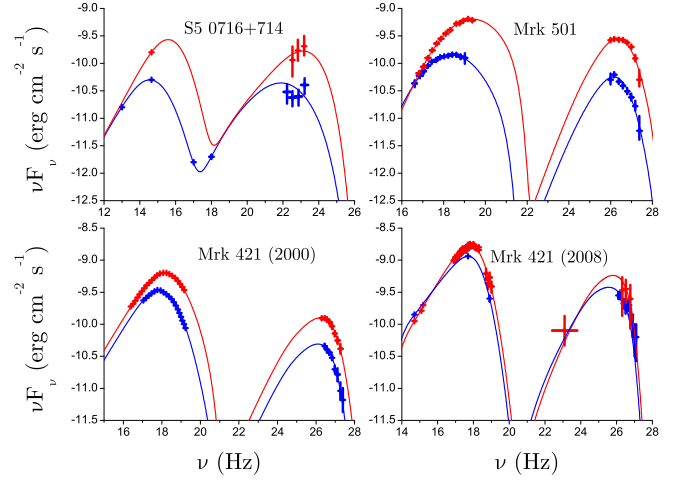 S5 0716+714
Mrk 501
-9.0
-9.5
-10.0
-10.5
-11.0
-11.5
-12.0
-12.5
12 14 16 18 20 22 24 26
-9.0
-9.5
-10.0
-10.5
-11.0
-11.5
-12.0
-12.5
16 18 20 22 24 26 28
νFν (erg cm-2 s-1)
Mrk 421 (2000)
Mrk 421 (2008)
-8.5
-9.0
-9.5
-10.0
-10.5
-11.0
-11.5
16 18 20 22 24 26 28
-8.5
-9.0
-9.5
-10.0
-10.5
-11.0
-11.5
14 16 18 20 22 24 26 28
νFν (erg cm-2 s-1)
ν (Hz)
ν (Hz)